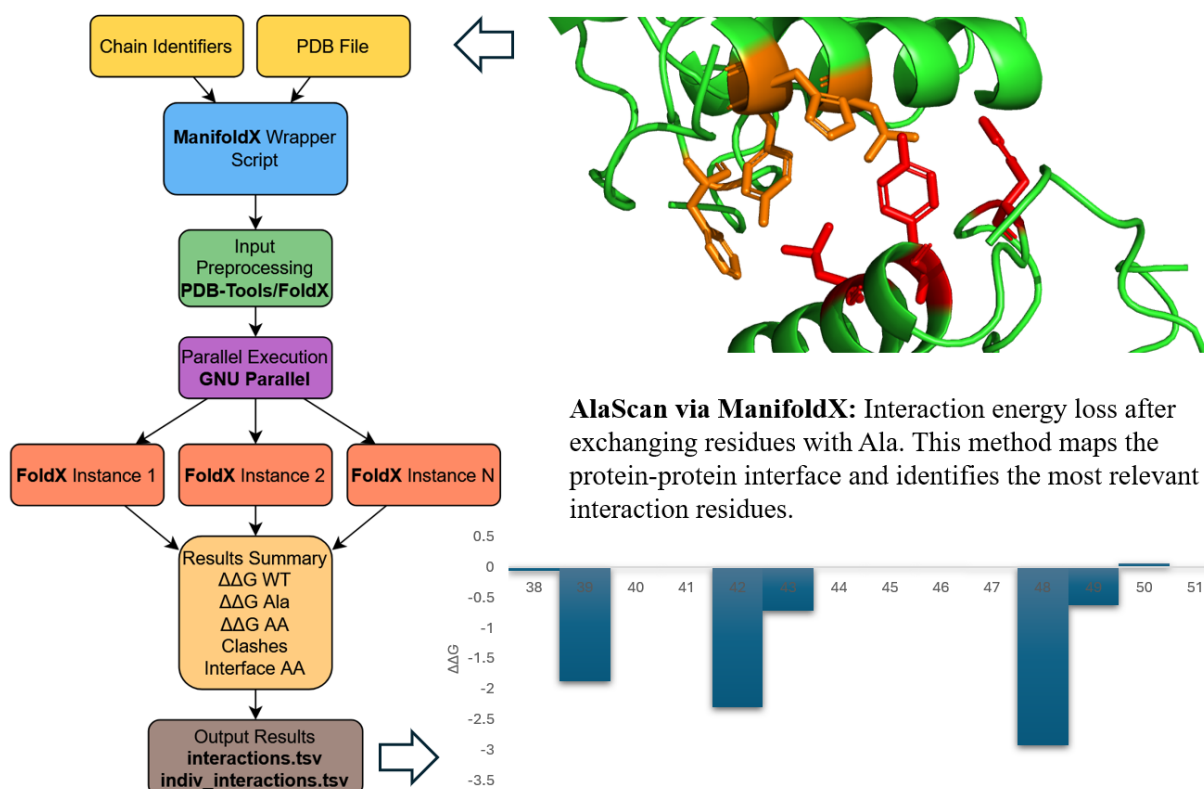 Chain Identifiers
PDB File
ManifoldX Wrapper
Script
Input
Preprocessing
PDB-Tools/FoldX
Parallel Execution
GNU Parallel
FoldX Instance 1
FoldX Instance 2
FoldX Instance N
Results Summary
ΔΔG WT
ΔΔG Ala
ΔΔG AA
Clashes
Interface AA
Output Results
interactions.tsv
indiv_interactions.tsv
AlaScan via ManifoldX: Interaction energy loss after
exchanging residues with Ala. This method maps the
protein-protein interface and identifies the most relevant
interaction residues.
0.5
0
-0.5
-1
-1.5
-2
-2.5
-3
-3.5
ΔΔG
38 39 40 41 42 43 44 45 46 47 48 49 50 51